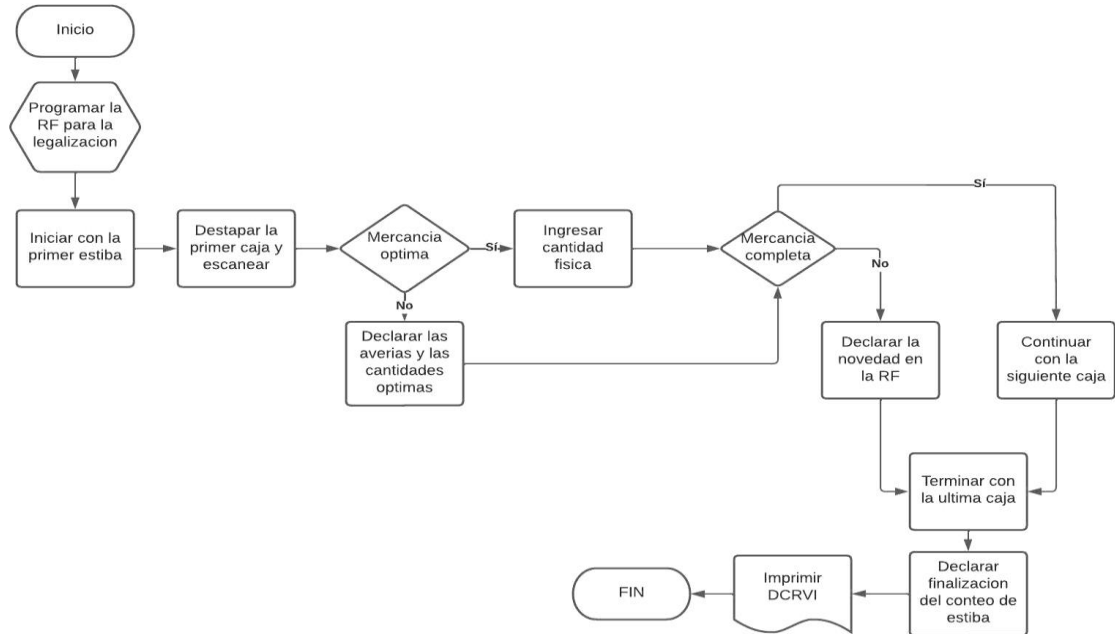 Inicio
Programar la
RF para la
legalizacion
Iniciar con la
primer estiba
Destapar la
primer caja y
escanear
Mercancia
optima
Sí
Ingresar
cantidad
fisica
No
Declarar las
averias y las
cantidades
optimas
Mercancia
completa
Sí
No
Declarar la
novedad en
la RF
Continuar
con la
siguiente caja
Terminar con
la ultima caja
Declarar
finalizacion
del conteo de
estiba
Imprimir
DCRVI
FIN